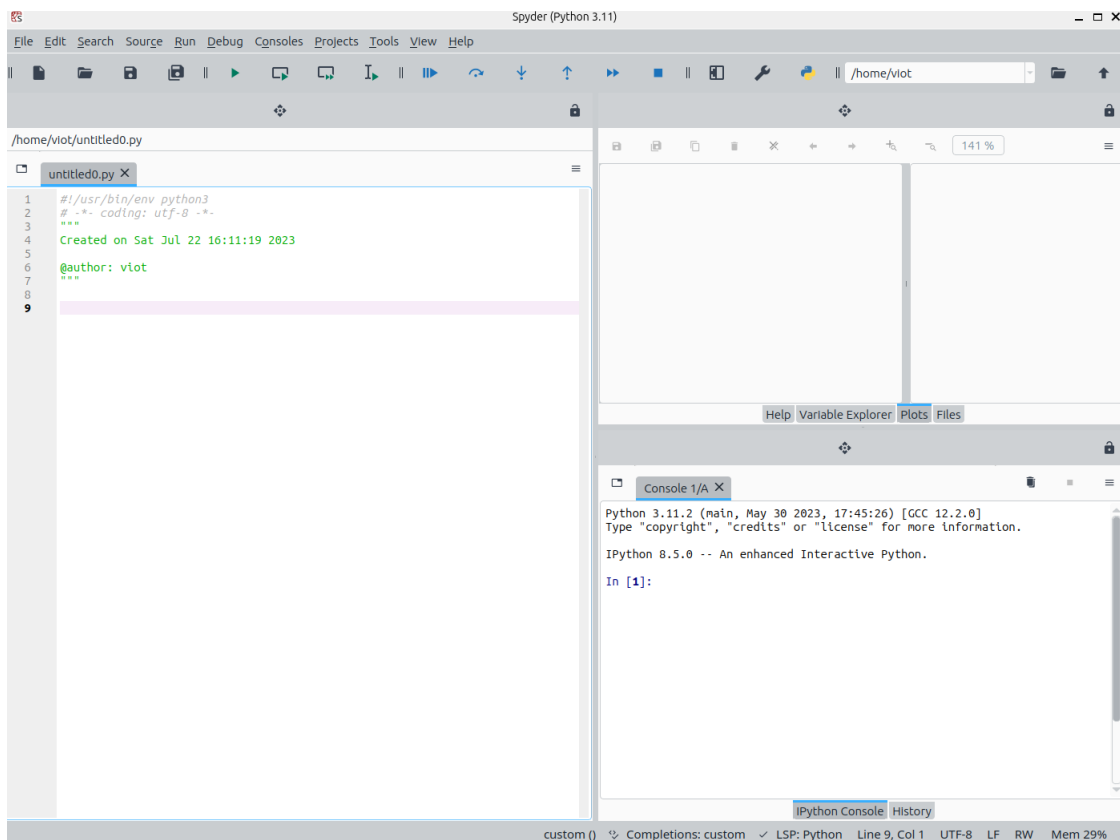 Spyder (Python 3.11)
File Edit Search Source Run Debug Consoles Projects Tools View Help
/home/viot
/home/viot/untitled0.py
untitled0.py
1 #!/usr/bin/env python3
2 # -*- coding: utf-8 -*-
3 """
4 Created on Sat Jul 22 16:11:19 2023
5
6 @author: viot
7 """
8
9
141 %
Help Variable Explorer Plots Files
Console 1/A
Python 3.11.2 (main, May 30 2023, 17:45:26) [GCC 12.2.0]
Type "copyright", "credits" or "license" for more information.
IPython 8.5.0 -- An enhanced Interactive Python.
In [1]:
IPython Console History
custom () Completions: custom LSP: Python Line 9, Col 1 UTF-8 LF RW Mem 29%